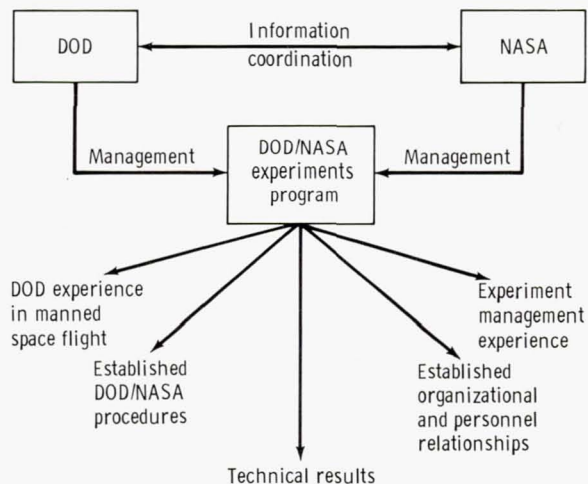 DOD
Information
coordination
NASA
Management
DOD/NASA
experiments
program
Management
DOD experience
in manned
space flight
Established
DOD/NASA
procedures
Technical results
Established
organizational
and personnel
relationships
Experiment
management
experience